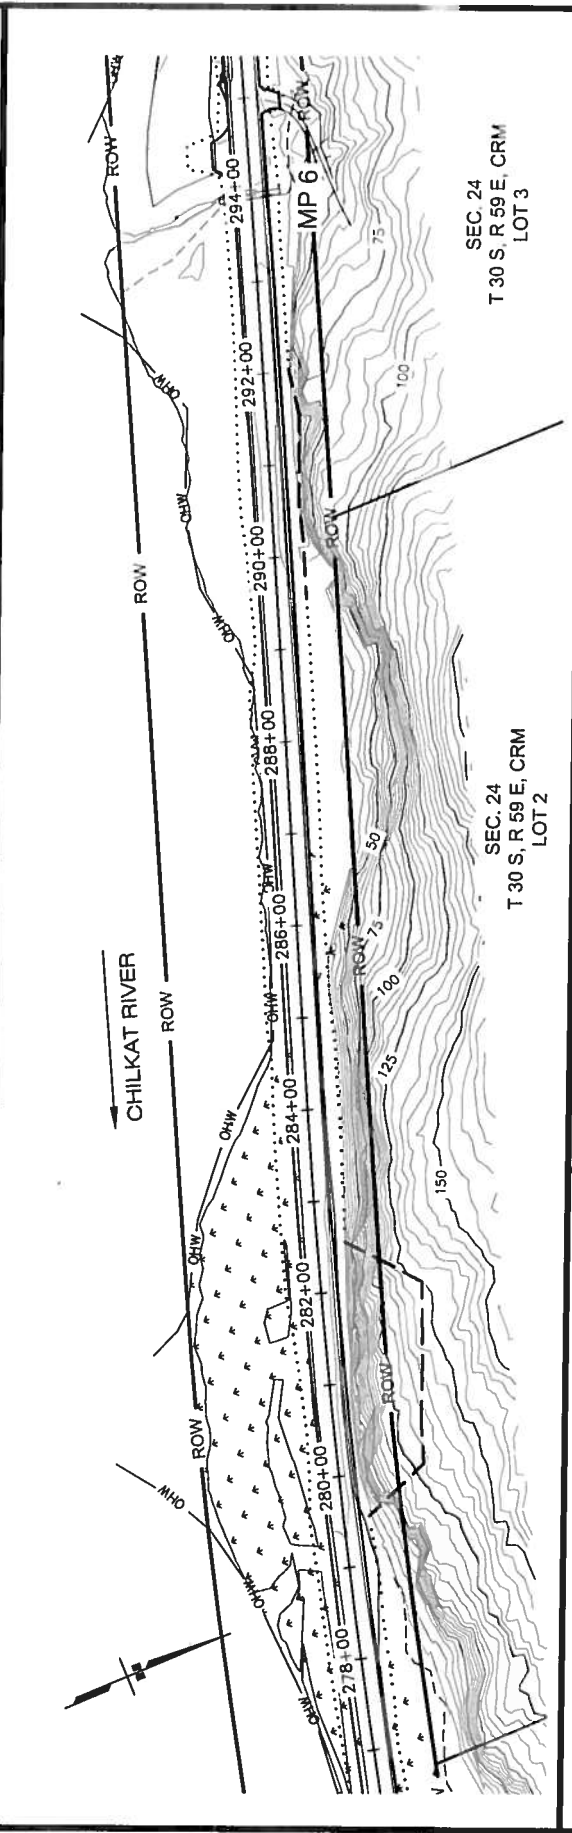 CHILKAT RIVER
ROW
ROW
ROW
ROW
OHW
OHW
OHW
OHW
OHW
OHW
OHW
OHW
OHW
OHW
OHW
OHW
278+00
280+00
282+00
284+00
286+00
288+00
290+00
292+00
294+00
MP 6
ROW
ROW
ROW
ROW
50
75
100
125
150
75
100
SEC. 24
T 30 S, R 59 E, CRM
LOT 2
SEC. 24
T 30 S, R 59 E, CRM
LOT 3